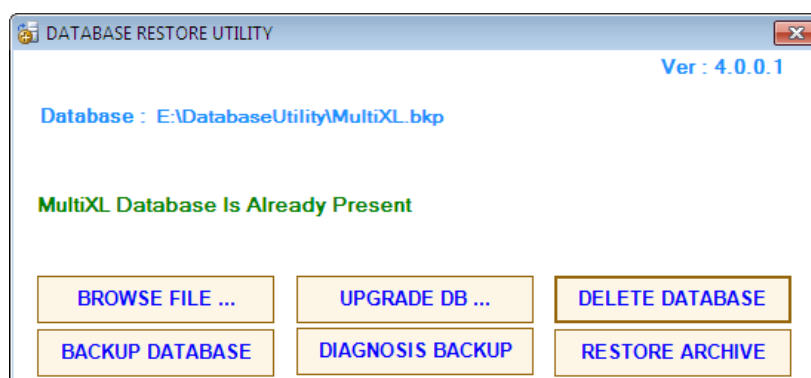 DATABASE RESTORE UTILITY
Ver : 4.0.0.1
Database : E:\DatabaseUtility\MultiXL.bkp
MultiXL Database Is Already Present
BROWSE FILE ... UPGRADE DB ... DELETE DATABASE
BACKUP DATABASE DIAGNOSIS BACKUP RESTORE ARCHIVE